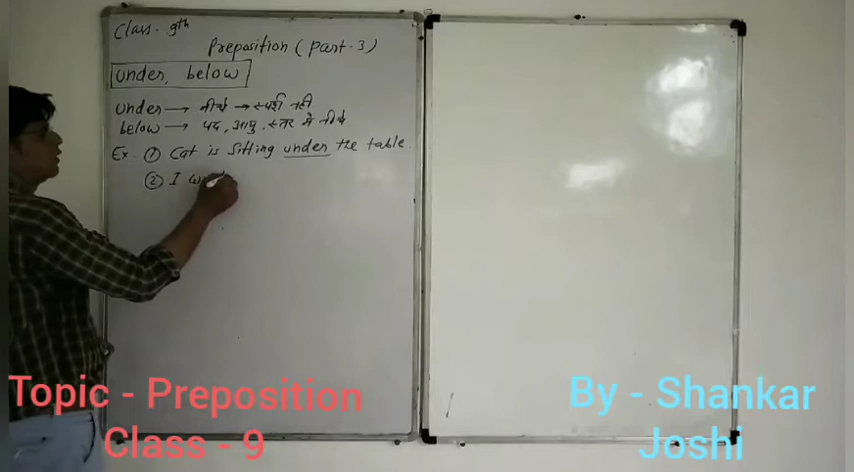 Class. 9th
Preposition (Part-3)
under, below
under → नीचे → स्पर्श नहीं
below → पद, आयु, स्तर में नीचे
Ex. ① Cat is sitting under the table.
② I
Topic - Preposition
Class - 9
By - Shankar
Joshi